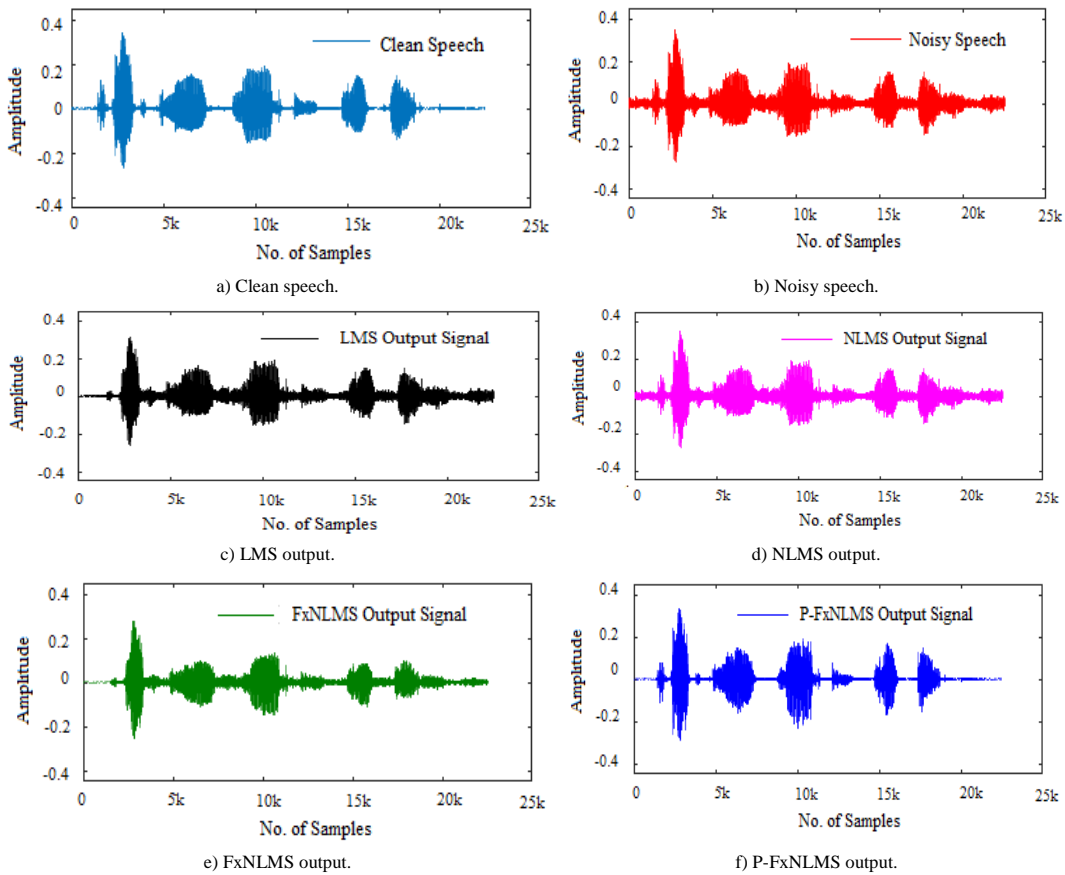 0.4
0.2
0
-0.2
-0.4
Amplitude
Clean Speech
0
5k
10k
15k
20k
25k
No. of Samples
a) Clean speech.
0.4
0.2
0
-0.2
-0.4
Amplitude
Noisy Speech
0
5k
10k
15k
20k
25k
No. of Samples
b) Noisy speech.
0.4
0.2
0
-0.2
-0.4
Amplitude
LMS Output Signal
0
5k
10k
15k
20k
25k
No. of Samples
c) LMS output.
0.4
0.2
0
-0.2
-0.4
Amplitude
NLMS Output Signal
0
5k
10k
15k
20k
25k
No. of Samples
d) NLMS output.
0.4
0.2
0
-0.2
-0.4
Amplitude
FxNLMS Output Signal
0
5k
10k
15k
20k
25k
No. of Samples
e) FxNLMS output.
0.4
0.2
0
-0.2
-0.4
Amplitude
P-FxNLMS Output Signal
0
5k
10k
15k
20k
25k
No. of Samples
f) P-FxNLMS output.